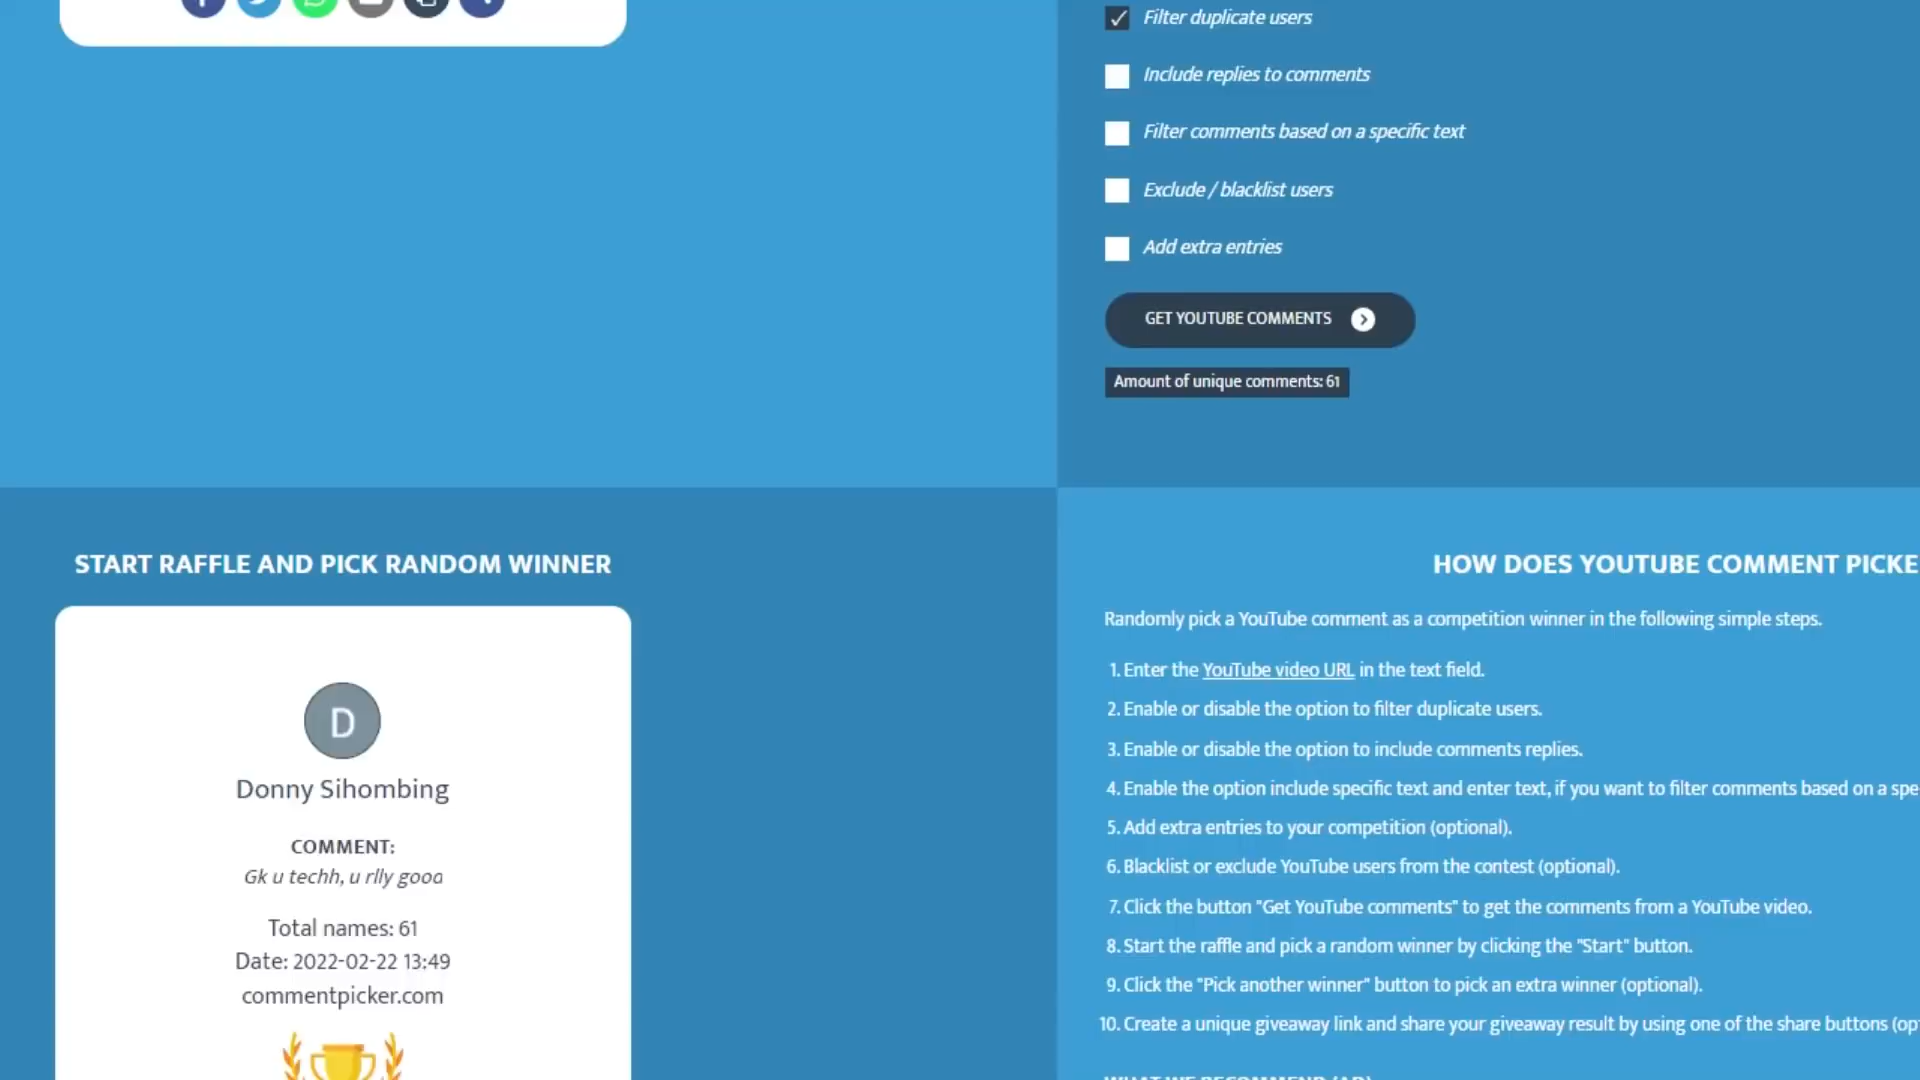 Filter duplicate users
Include replies to comments
Filter comments based on a specific text
Exclude / blacklist users
Add extra entries
GET YOUTUBE COMMENTS
Amount of unique comments: 61
START RAFFLE AND PICK RANDOM WINNER
D
Donny Sihombing
COMMENT:
Gk u techh, u rlly good
Total names: 61
Date: 2022-02-22 13:49
commentpicker.com
HOW DOES YOUTUBE COMMENT PICKE
Randomly pick a YouTube comment as a competition winner in the following simple steps.
1. Enter the YouTube video URL in the text field.
2. Enable or disable the option to filter duplicate users.
3. Enable or disable the option to include comments replies.
4. Enable the option include specific text and enter text, if you want to filter comments based on a spe
5. Add extra entries to your competition (optional).
6. Blacklist or exclude YouTube users from the contest (optional).
7. Click the button "Get YouTube comments" to get the comments from a YouTube video.
8. Start the raffle and pick a random winner by clicking the "Start" button.
9. Click the "Pick another winner" button to pick an extra winner (optional).
10. Create a unique giveaway link and share your giveaway result by using one of the share buttons (op
WHAT WE RECOMMEND (AD)